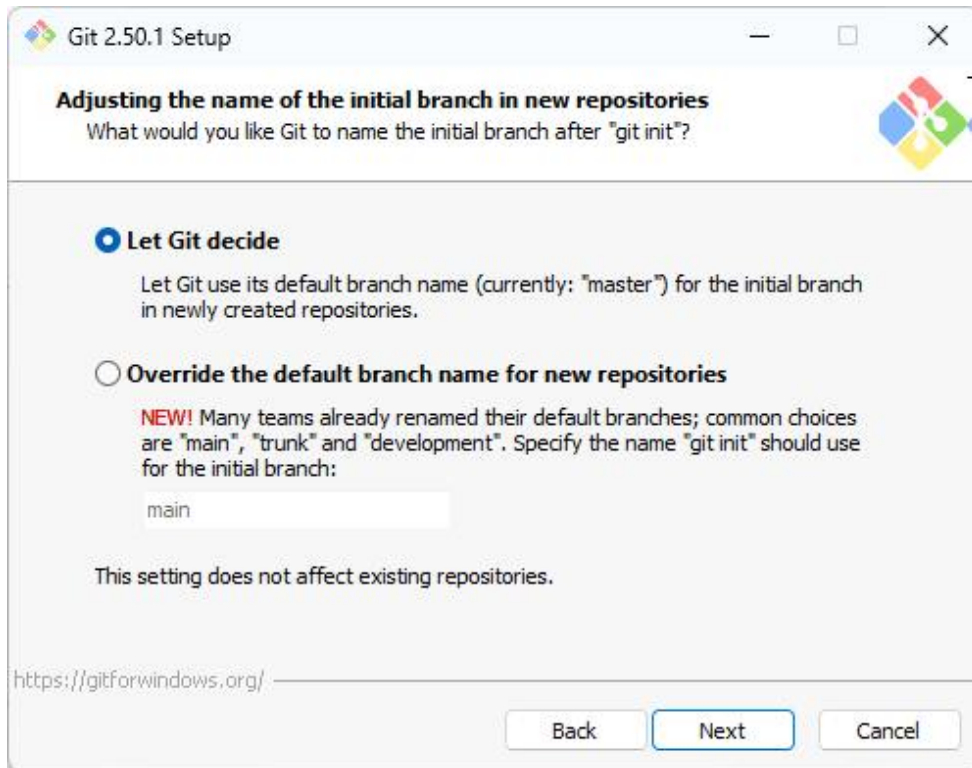 Git 2.50.1 Setup
Adjusting the name of the initial branch in new repositories
What would you like Git to name the initial branch after "git init"?
Let Git decide
Let Git use its default branch name (currently: "master") for the initial branch
in newly created repositories.
Override the default branch name for new repositories
NEW! Many teams already renamed their default branches; common choices
are "main", "trunk" and "development". Specify the name "git init" should use
for the initial branch:
main
This setting does not affect existing repositories.
https://gitforwindows.org/
Back Next Cancel